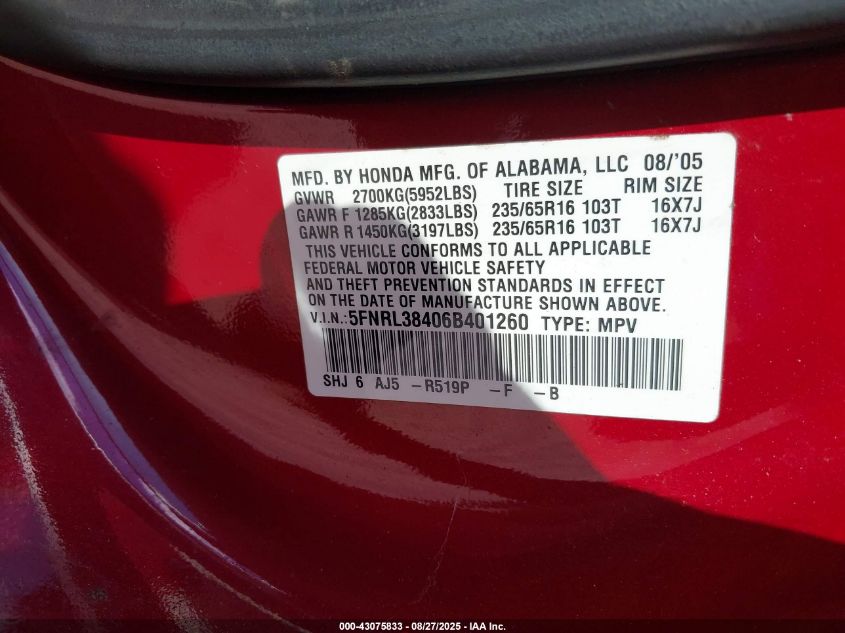 MFD. BY HONDA MFG. OF ALABAMA, LLC 08/'05
GVWR 2700KG(5952LBS) TIRE SIZE RIM SIZE
GAWR F 1285KG(2833LBS) 235/65R16 103T 16X7J
GAWR R 1450KG(3197LBS) 235/65R16 103T 16X7J
THIS VEHICLE CONFORMS TO ALL APPLICABLE
FEDERAL MOTOR VEHICLE SAFETY
AND THEFT PREVENTION STANDARDS IN EFFECT
ON THE DATE OF MANUFACTURE SHOWN ABOVE.
V.I.N.:5FNRL38406B401260 TYPE: MPV
SHJ 6 AJ5 -R519P -F -B
000-43075833 - 08/27/2025 - IAA Inc.